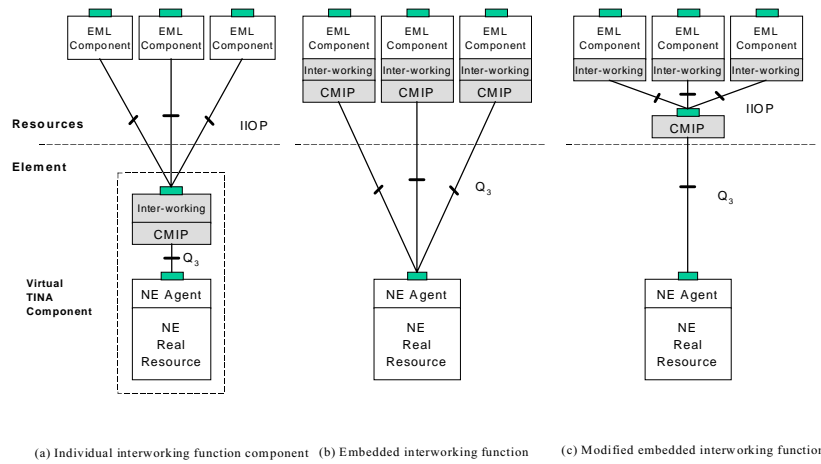 EML
Component
EML
Component
EML
Component
IIOP
Resources
Element
Inter-working
CMIP
Q3
Virtual
TINA
Component
NE Agent
NE
Real
Resource
(a) Individual interworking function component
EML
Component
Inter-working
CMIP
EML
Component
Inter-working
CMIP
EML
Component
Inter-working
CMIP
Q3
NE Agent
NE
Real
Resource
(b) Embedded interworking function
EML
Component
Inter-working
EML
Component
Inter-working
EML
Component
Inter-working
IIOP
CMIP
Q3
NE Agent
NE
Real
Resource
(c) Modified embedded interworking function